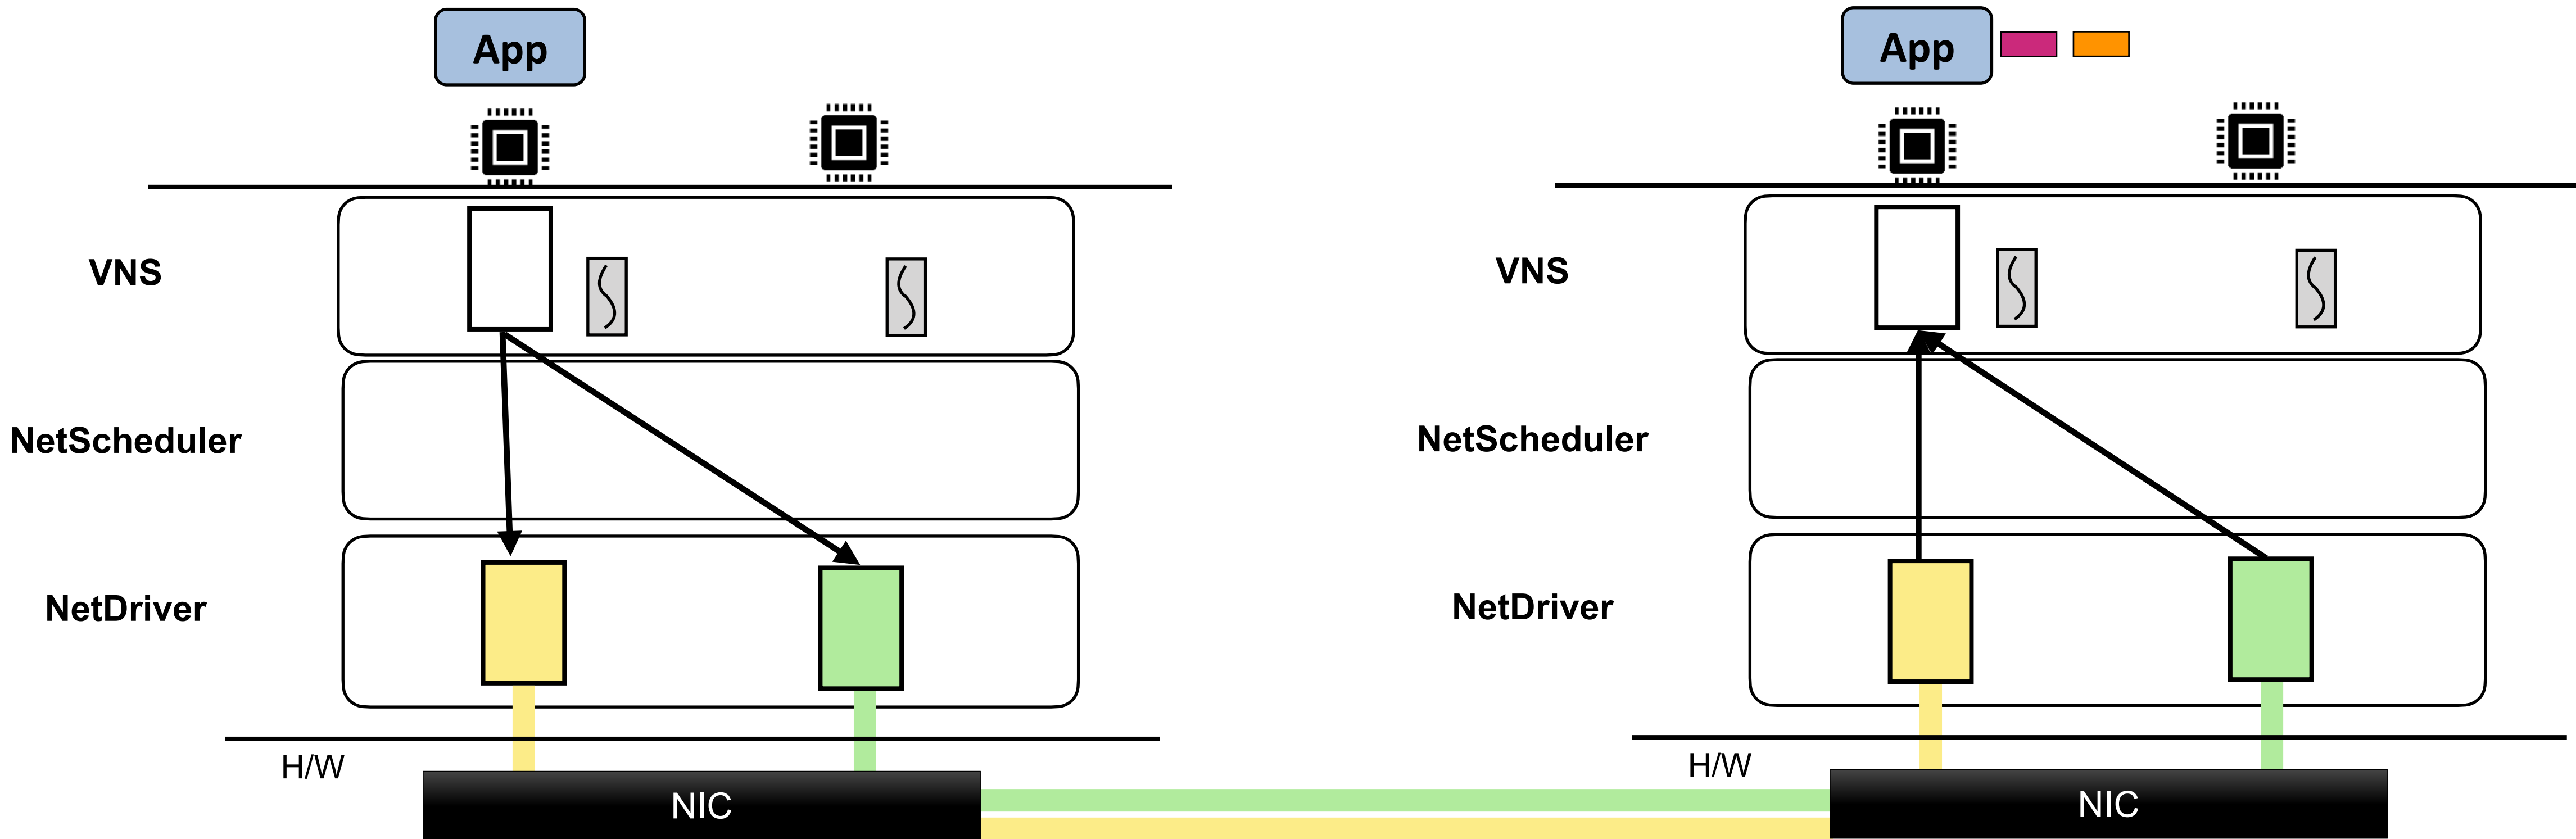 App
App
VNS
VNS
NetScheduler
NetScheduler
NetDriver
NetDriver
H/W
H/W
NIC
NIC